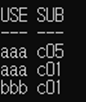 USE SUB
--- ---
aaa c05
aaa c01
bbb c01